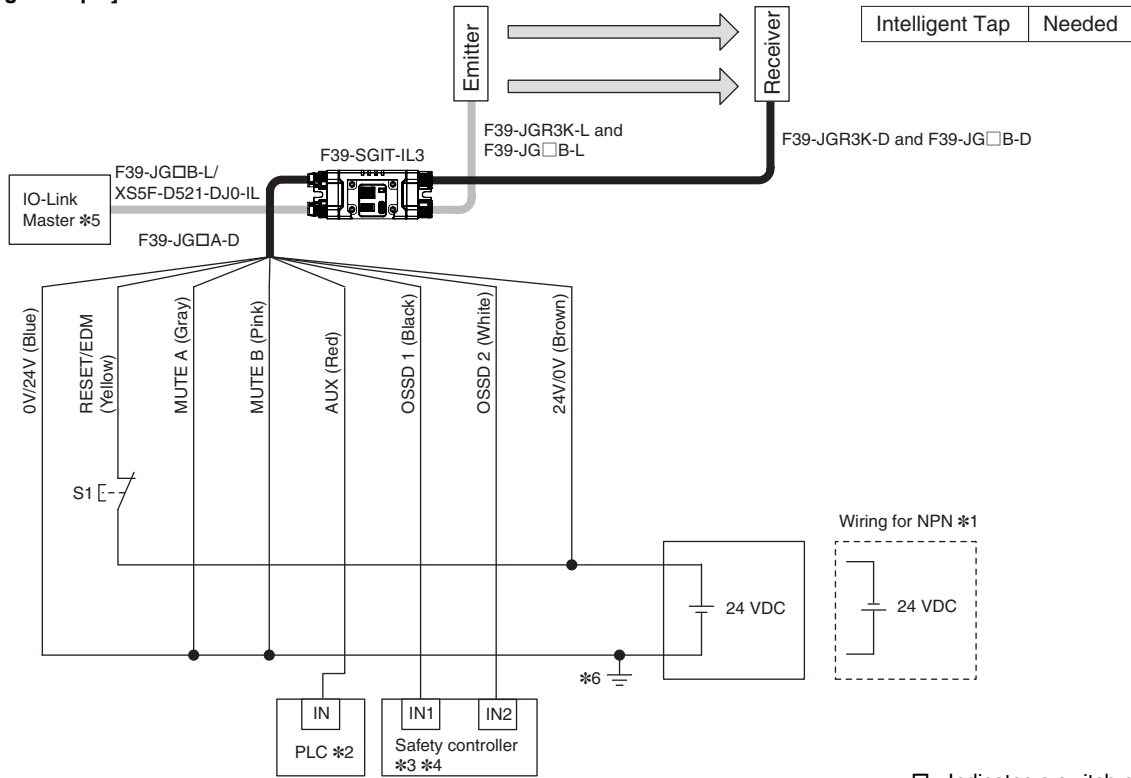 Intelligent Tap Needed
Emitter
Receiver
F39-JGR3K-L and
F39-JG□B-L
F39-JGR3K-D and F39-JG□B-D
F39-SGIT-IL3
F39-JG□B-L/
XS5F-D521-DJ0-IL
IO-Link
Master *5
F39-JG□A-D
0V/24V (Blue)
RESET/EDM
(Yellow)
MUTE A (Gray)
MUTE B (Pink)
AUX (Red)
OSSD 1 (Black)
OSSD 2 (White)
24V/0V (Brown)
S1
Wiring for NPN *1
24 VDC
24 VDC
*6
IN
IN1
IN2
PLC *2
Safety controller
*3 *4